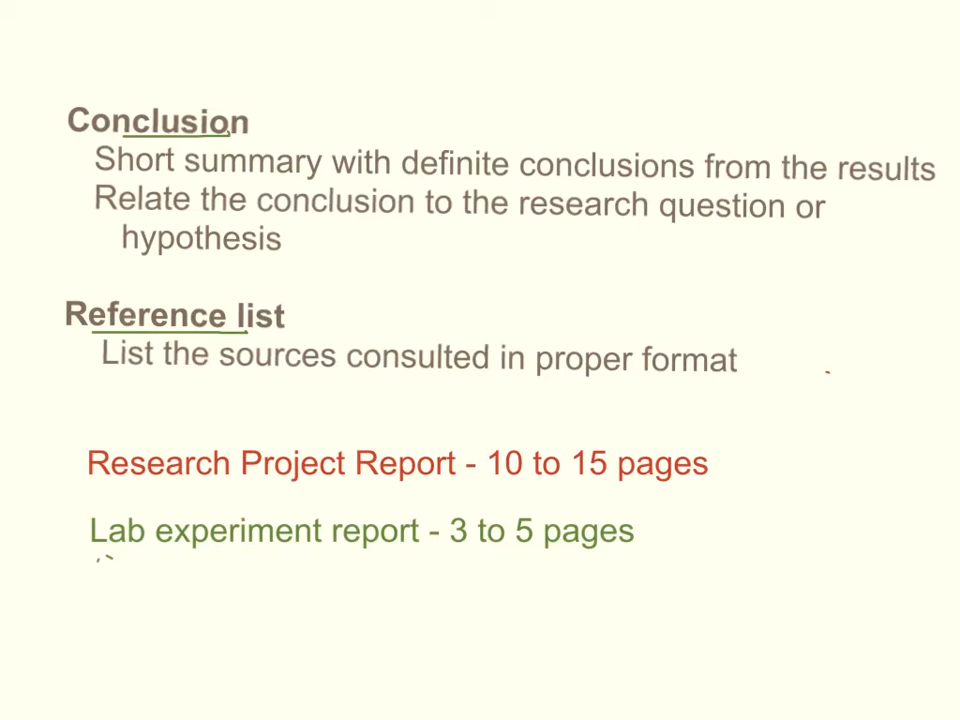 Conclusion
Short summary with definite conclusions from the results
Relate the conclusion to the research question or
hypothesis
Reference list
List the sources consulted in proper format
Research Project Report - 10 to 15 pages
Lab experiment report - 3 to 5 pages